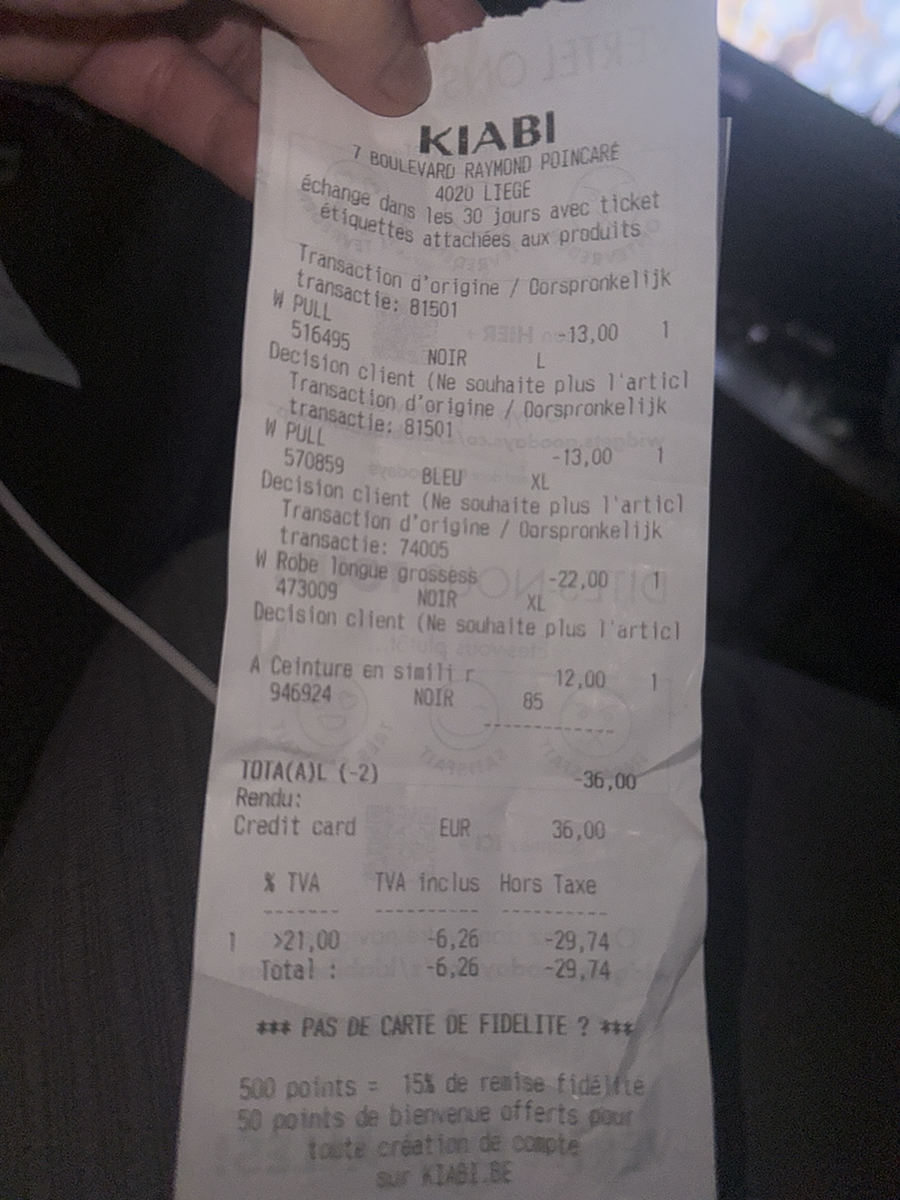 KIABI
7 BOULEVARD RAYMOND POINCARÉ
4020 LIEGE
échange dans les 30 jours avec ticket
étiquettes attachées aux produits
Transaction d'origine / Oorspronkelijk
transactie: 81501
W PULL -13,00 1
516495 NOIR L
Decision client (Ne souhaite plus l'articl
Transaction d'origine / Oorspronkelijk
transactie: 81501
W PULL -13,00 1
570859 BLEU XL
Decision client (Ne souhaite plus l'articl
Transaction d'origine / Oorspronkelijk
transactie: 74005
W Robe longue grossess -22,00 1
473009 NOIR XL
Decision client (Ne souhaite plus l'articl
A Ceinture en simili r 12,00 1
946924 NOIR 85
--------------
TOTA(A)L (-2) -36,00
Rendu:
Credit card EUR 36,00
% TVA TVA inclus Hors Taxe
------- ---------- ----------
1 >21,00 -6,26 -29,74
Total : -6,26 -29,74
*** PAS DE CARTE DE FIDELITE ? ***
500 points = 15% de remise fidélité
50 points de bienvenue offerts pour
toute création de compte
sur KIABI.BE